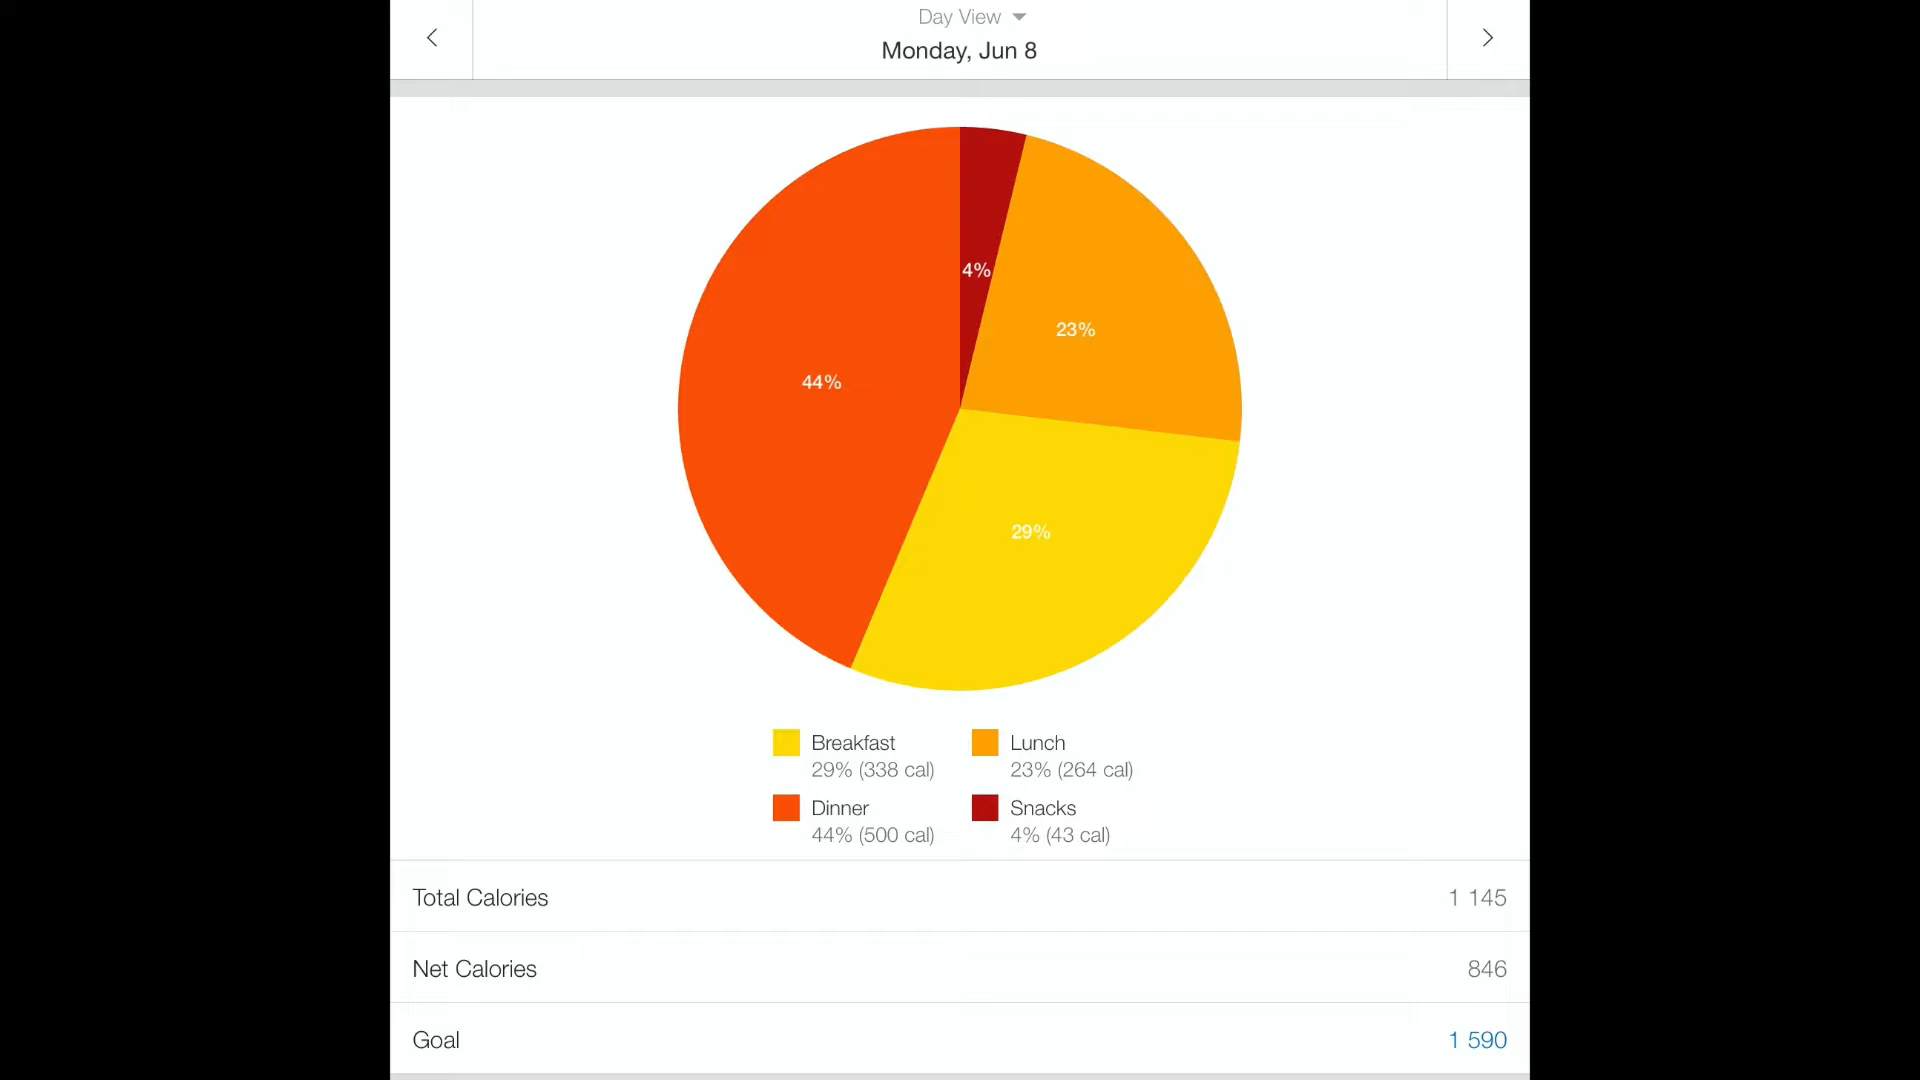 Day View
Monday, Jun 8
4%
23%
44%
29%
Breakfast
29% (338 cal)
Lunch
23% (264 cal)
Dinner
44% (500 cal)
Snacks
4% (43 cal)
Total Calories 1 145
Net Calories 846
Goal 1 590